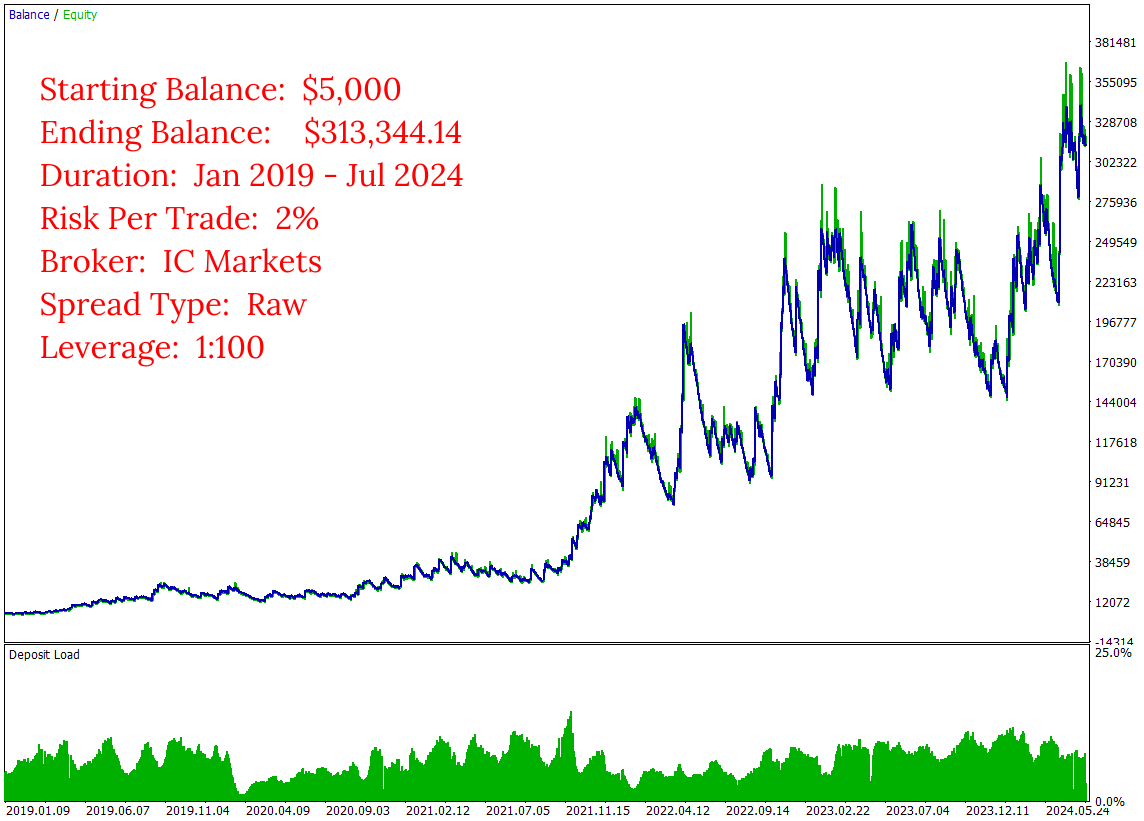 Balance / Equity
Starting Balance: $5,000
Ending Balance: $313,344.14
Duration: Jan 2019 - Jul 2024
Risk Per Trade: 2%
Broker: IC Markets
Spread Type: Raw
Leverage: 1:100
381481
355095
328708
302322
275936
249549
223163
196777
170390
144004
117618
91231
64845
38459
12072
-14314
Deposit Load
25.0%
0.0%
2019.01.09 2019.06.07 2019.11.04 2020.04.09 2020.09.03 2021.02.12 2021.07.05 2021.11.15 2022.04.12 2022.09.14 2023.02.22 2023.07.04 2023.12.11 2024.05.24